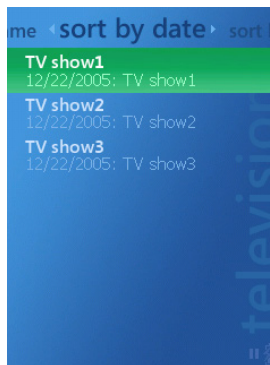 ame sort by date sort
TV show1
12/22/2005: TV show1
TV show2
12/22/2005: TV show2
TV show3
12/22/2005: TV show3
television